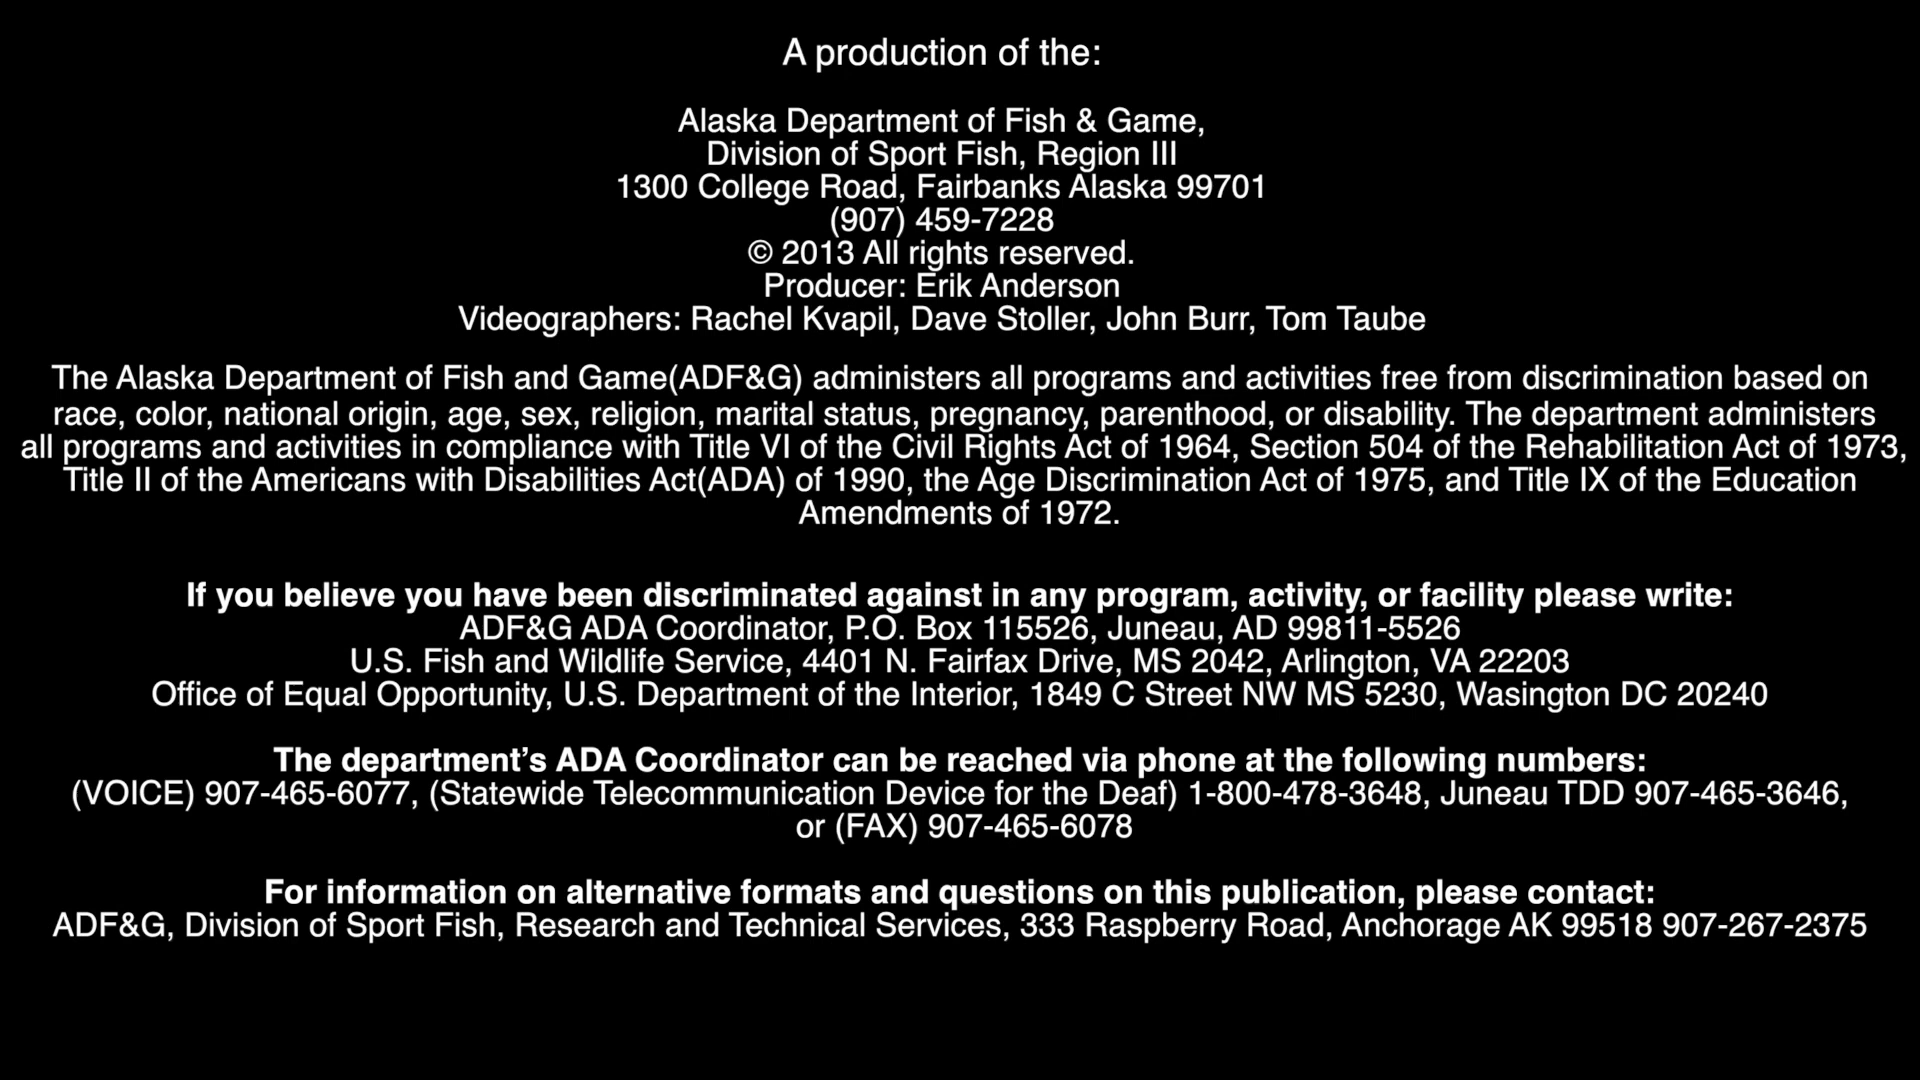 A production of the:
Alaska Department of Fish & Game,
Division of Sport Fish, Region III
1300 College Road, Fairbanks Alaska 99701
(907) 459-7228
© 2013 All rights reserved.
Producer: Erik Anderson
Videographers: Rachel Kvapil, Dave Stoller, John Burr, Tom Taube
The Alaska Department of Fish and Game(ADF&G) administers all programs and activities free from discrimination based on
race, color, national origin, age, sex, religion, marital status, pregnancy, parenthood, or disability. The department administers
all programs and activities in compliance with Title VI of the Civil Rights Act of 1964, Section 504 of the Rehabilitation Act of 1973,
Title II of the Americans with Disabilities Act(ADA) of 1990, the Age Discrimination Act of 1975, and Title IX of the Education
Amendments of 1972.
If you believe you have been discriminated against in any program, activity, or facility please write:
ADF&G ADA Coordinator, P.O. Box 115526, Juneau, AD 99811-5526
U.S. Fish and Wildlife Service, 4401 N. Fairfax Drive, MS 2042, Arlington, VA 22203
Office of Equal Opportunity, U.S. Department of the Interior, 1849 C Street NW MS 5230, Wasington DC 20240
The department’s ADA Coordinator can be reached via phone at the following numbers:
(VOICE) 907-465-6077, (Statewide Telecommunication Device for the Deaf) 1-800-478-3648, Juneau TDD 907-465-3646,
or (FAX) 907-465-6078
For information on alternative formats and questions on this publication, please contact:
ADF&G, Division of Sport Fish, Research and Technical Services, 333 Raspberry Road, Anchorage AK 99518 907-267-2375